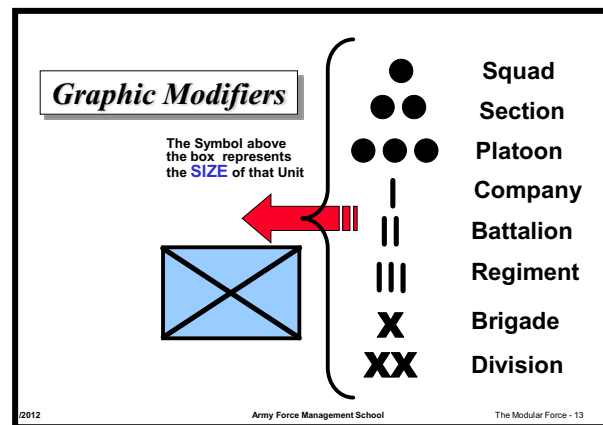 Graphic Modifiers
The Symbol above
the box represents
the SIZE of that Unit
Squad
Section
Platoon
| Company
|| Battalion
||| Regiment
X Brigade
XX Division
/2012 Army Force Management School The Modular Force - 13